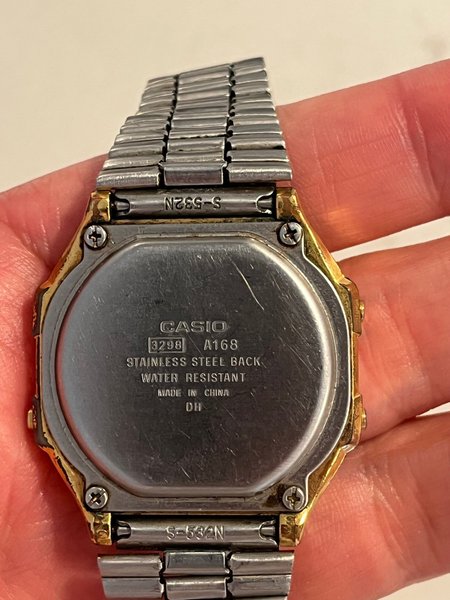 S-532N
CASIO
3298 A168
STAINLESS STEEL BACK
WATER RESISTANT
MADE IN CHINA
DH
S-532N